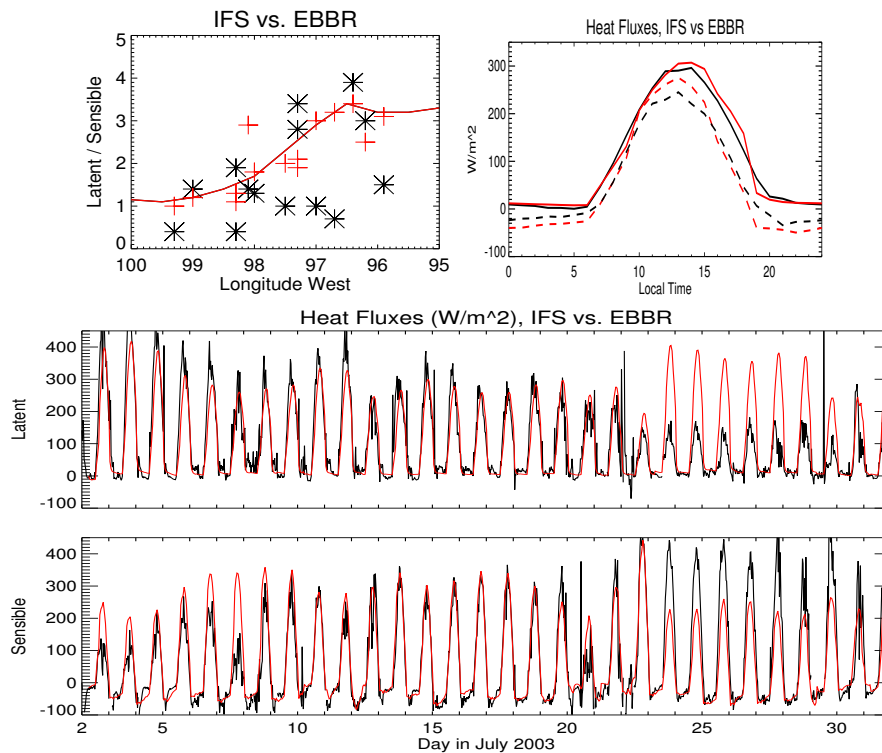 IFS vs. EBBR
5
4
3
2
1
0
Latent / Sensible
100 99 98 97 96 95
Longitude West
Heat Fluxes, IFS vs EBBR
300
200
100
0
-100
W/m^2
0 5 10 15 20
Local Time
Heat Fluxes (W/m^2), IFS vs. EBBR
400
300
200
100
0
-100
Latent
400
300
200
100
0
-100
Sensible
2 5 10 15 20 25 30
Day in July 2003